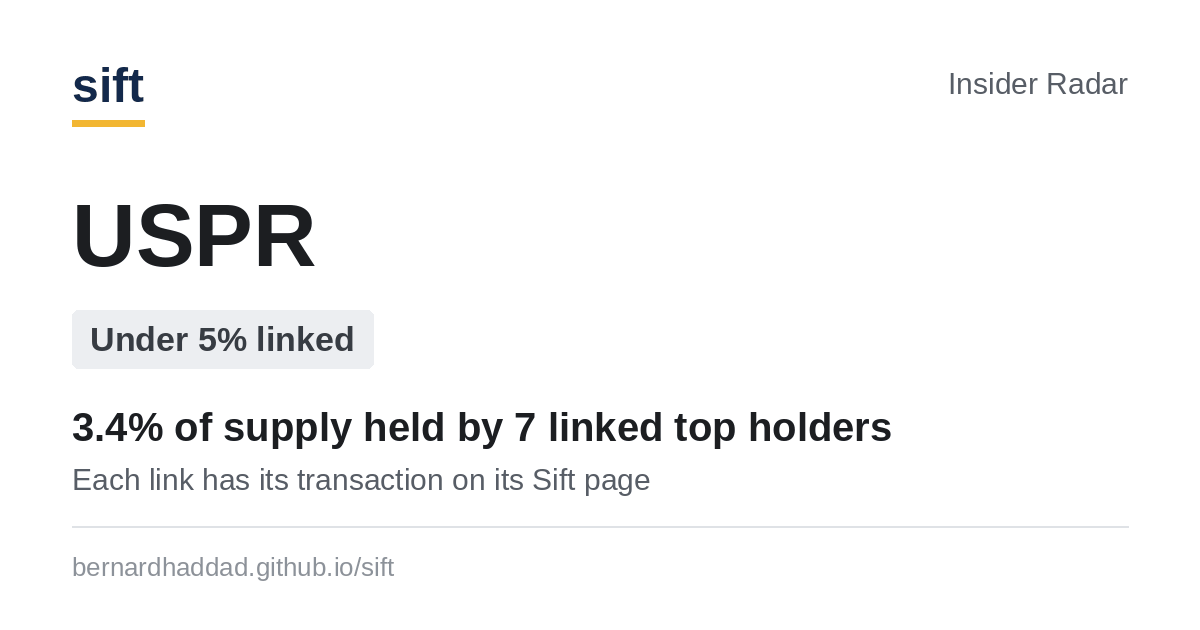 sift
Insider Radar
USPR
Under 5% linked
3.4% of supply held by 7 linked top holders
Each link has its transaction on its Sift page
bernardhaddad.github.io/sift